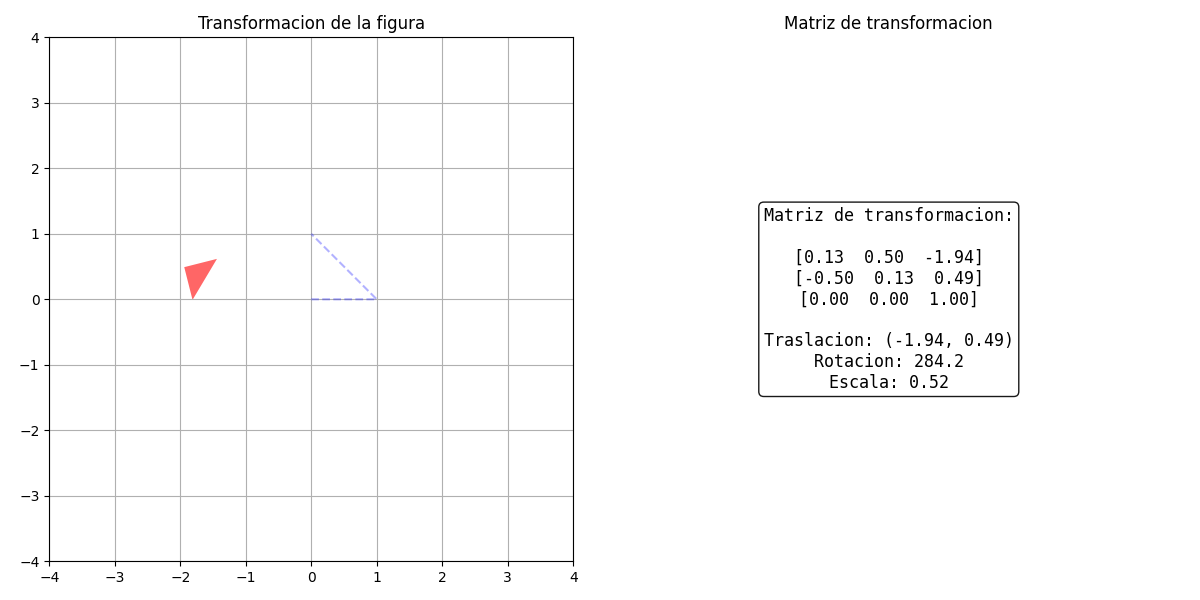 Transformacion de la figura
4
3
2
1
0
−1
−2
−3
−4
−4 −3 −2 −1 0 1 2 3 4
Matriz de transformacion
Matriz de transformacion:
[0.13 0.50 -1.94]
[-0.50 0.13 0.49]
[0.00 0.00 1.00]
Traslacion: (-1.94, 0.49)
Rotacion: 284.2
Escala: 0.52